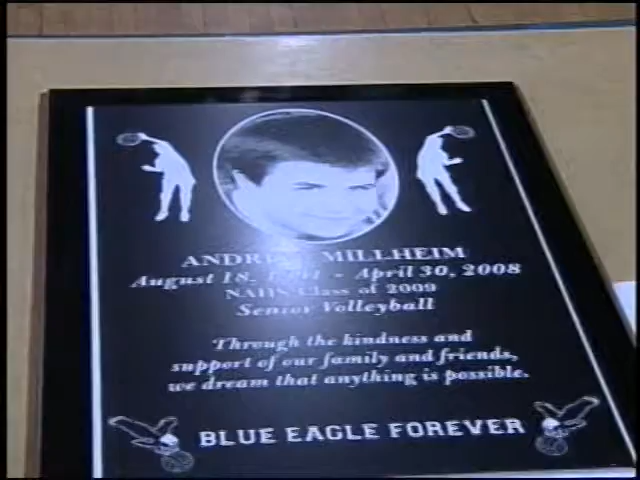 MILLHEIM
August 18, - April 30, 2008
Class of 2009
Senior Volleyball
Through the kindness and
support of our family and friends,
we dream that anything is possible.
BLUE EAGLE FOREVER